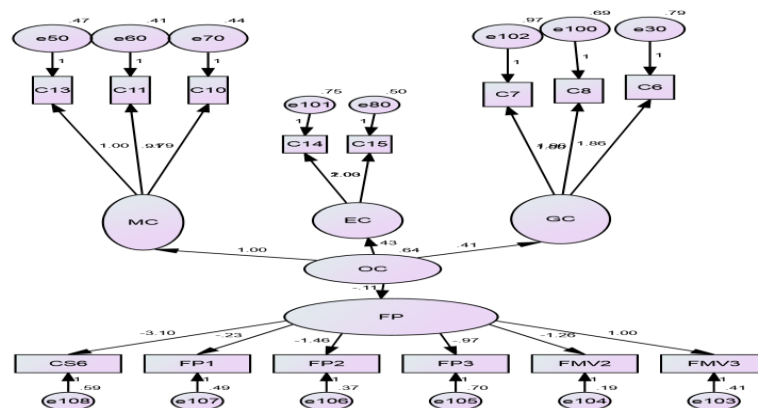 .47 .41 .44 .69 .79
e50 e60 e70 .97 e102 e100 e30
1 1 1 1 1 1
C13 C11 C10 .75 .50 C7 C8 C6
e101 e80
1 1
C14 C15
1.00 .79 1.86
MC EC GC
1.00 .43 .64 .41
OC
-.11
FP
-3.10 -.23 -1.46 -.97 -1.26 1.00
CS6 FP1 FP2 FP3 FMV2 FMV3
1 1 1 1 1 1
.59 .49 .37 .70 .19 .41
e108 e107 e106 e105 e104 e103